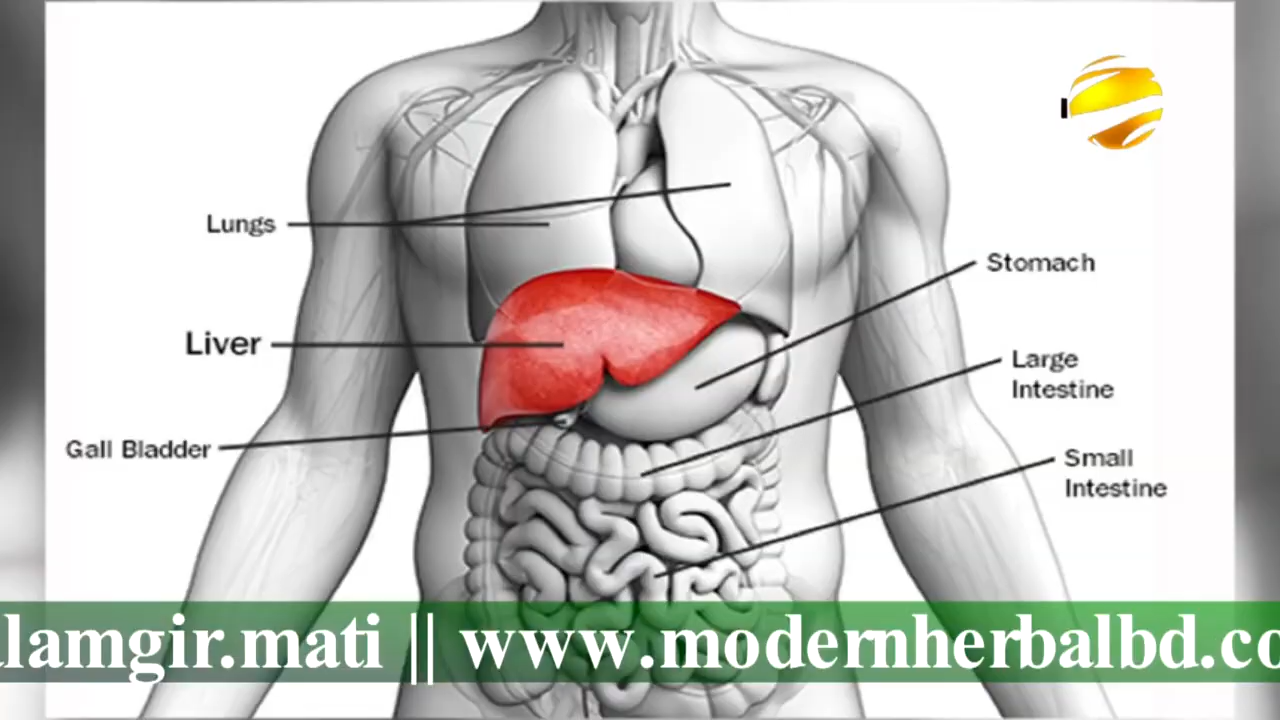 Lungs
Stomach
Liver
Large
Intestine
Gall Bladder
Small
Intestine
lamgir.mati || www.modernherbalbd.co